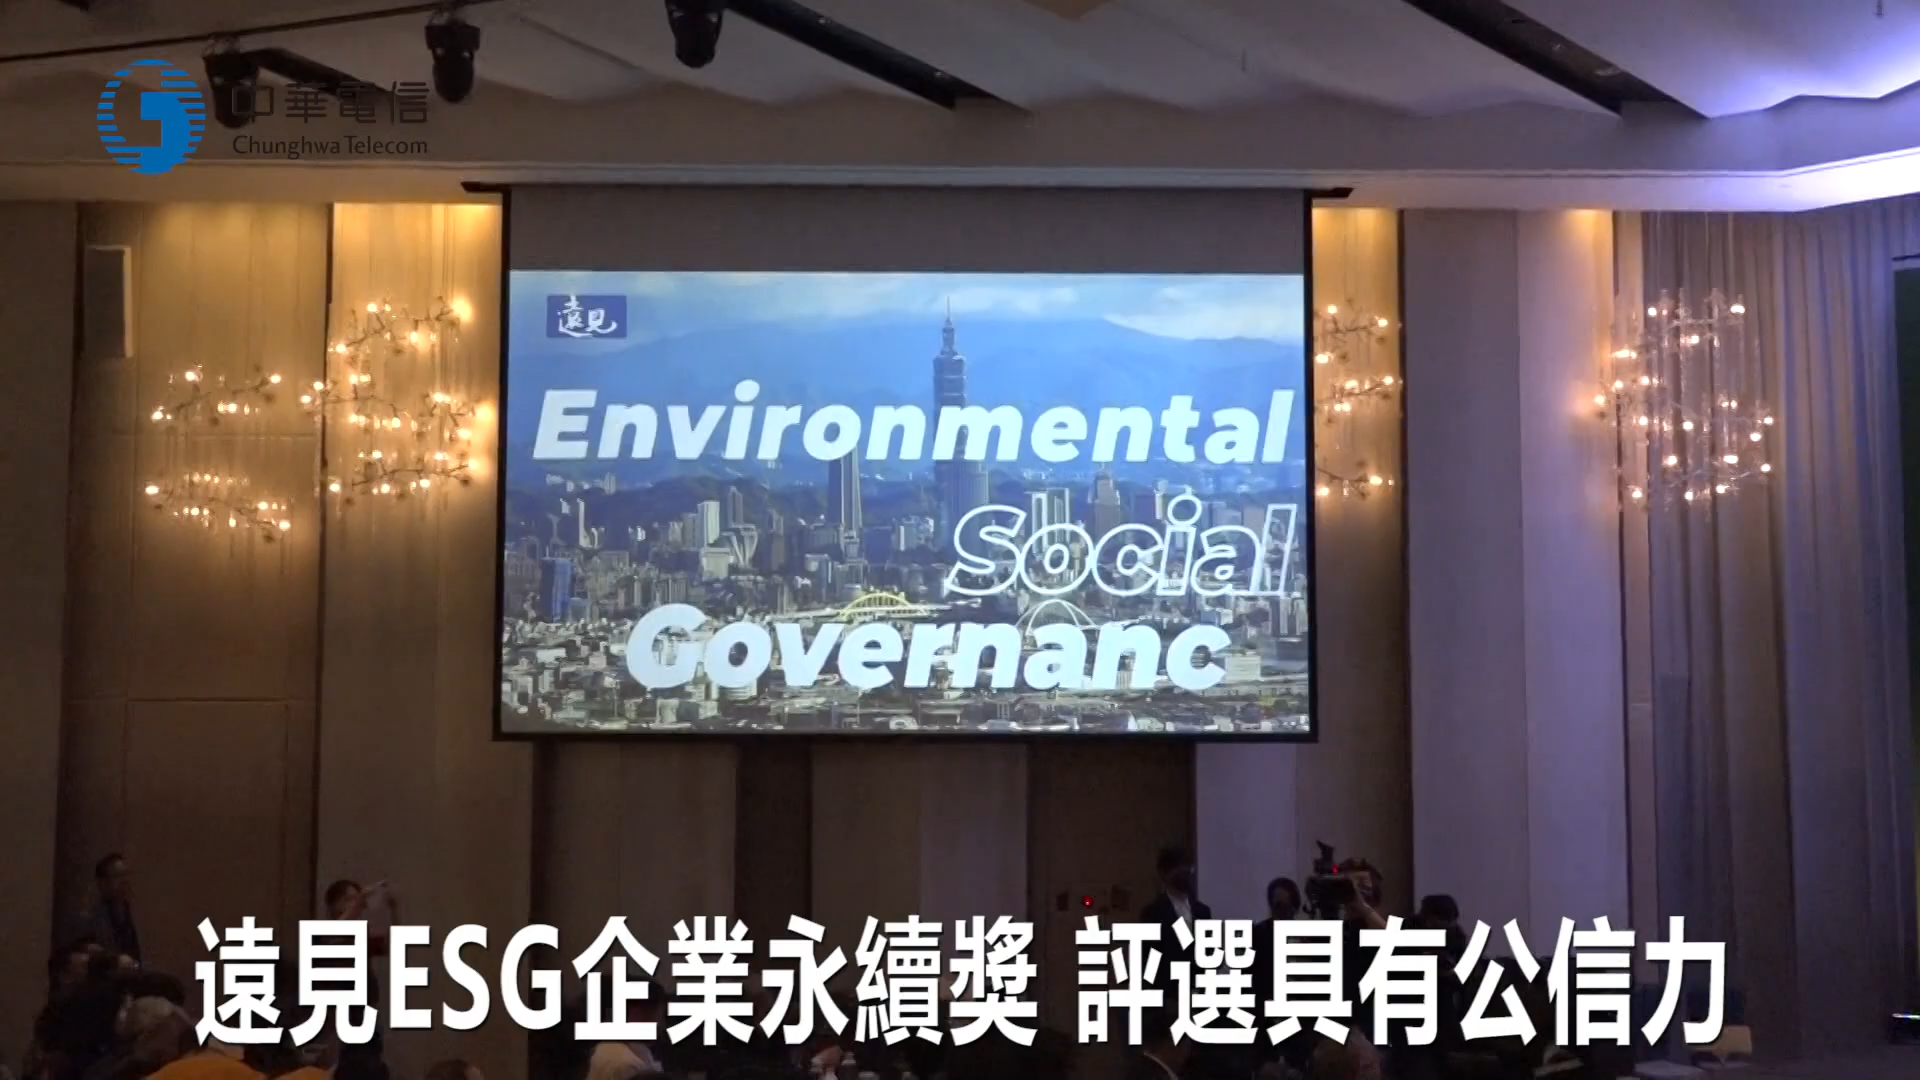 中華電信
Chunghwa Telecom
遠見
Environmental
Social
Governanc
遠見ESG企業永續獎 評選具有公信力